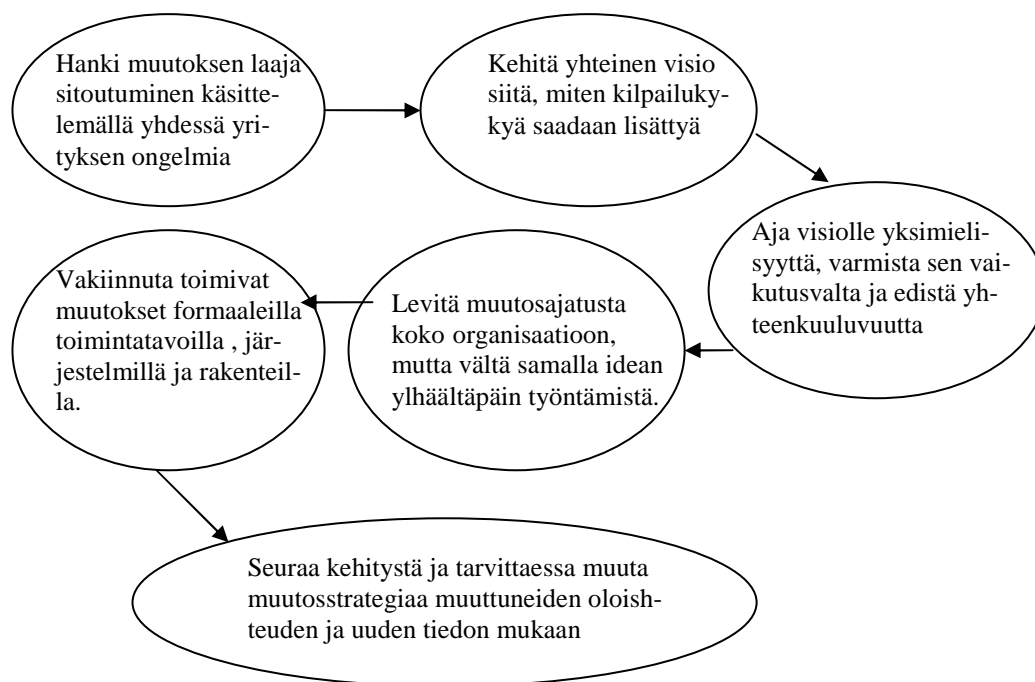 Hanki muutoksen laaja
sitoutuminen käsitte-
lemällä yhdessä yri-
tyksen ongelmia
Kehitä yhteinen visio
siitä, miten kilpailuky-
kyä saadaan lisättyä
Aja visiolle yksimieli-
syyttä, varmista sen vai-
kutusvalta ja edistä yh-
teenkuuluvuutta
Levitä muutosajatusta
koko organisaatioon,
mutta vältä samalla idean
ylhäältäpäin työntämistä.
Vakiinnuta toimivat
muutokset formaaleilla
toimintatavoilla , jär-
jestelmillä ja rakenteil-
la.
Seuraa kehitystä ja tarvittaessa muuta
muutosstrategiaa muuttuneiden oloish-
teuden ja uuden tiedon mukaan